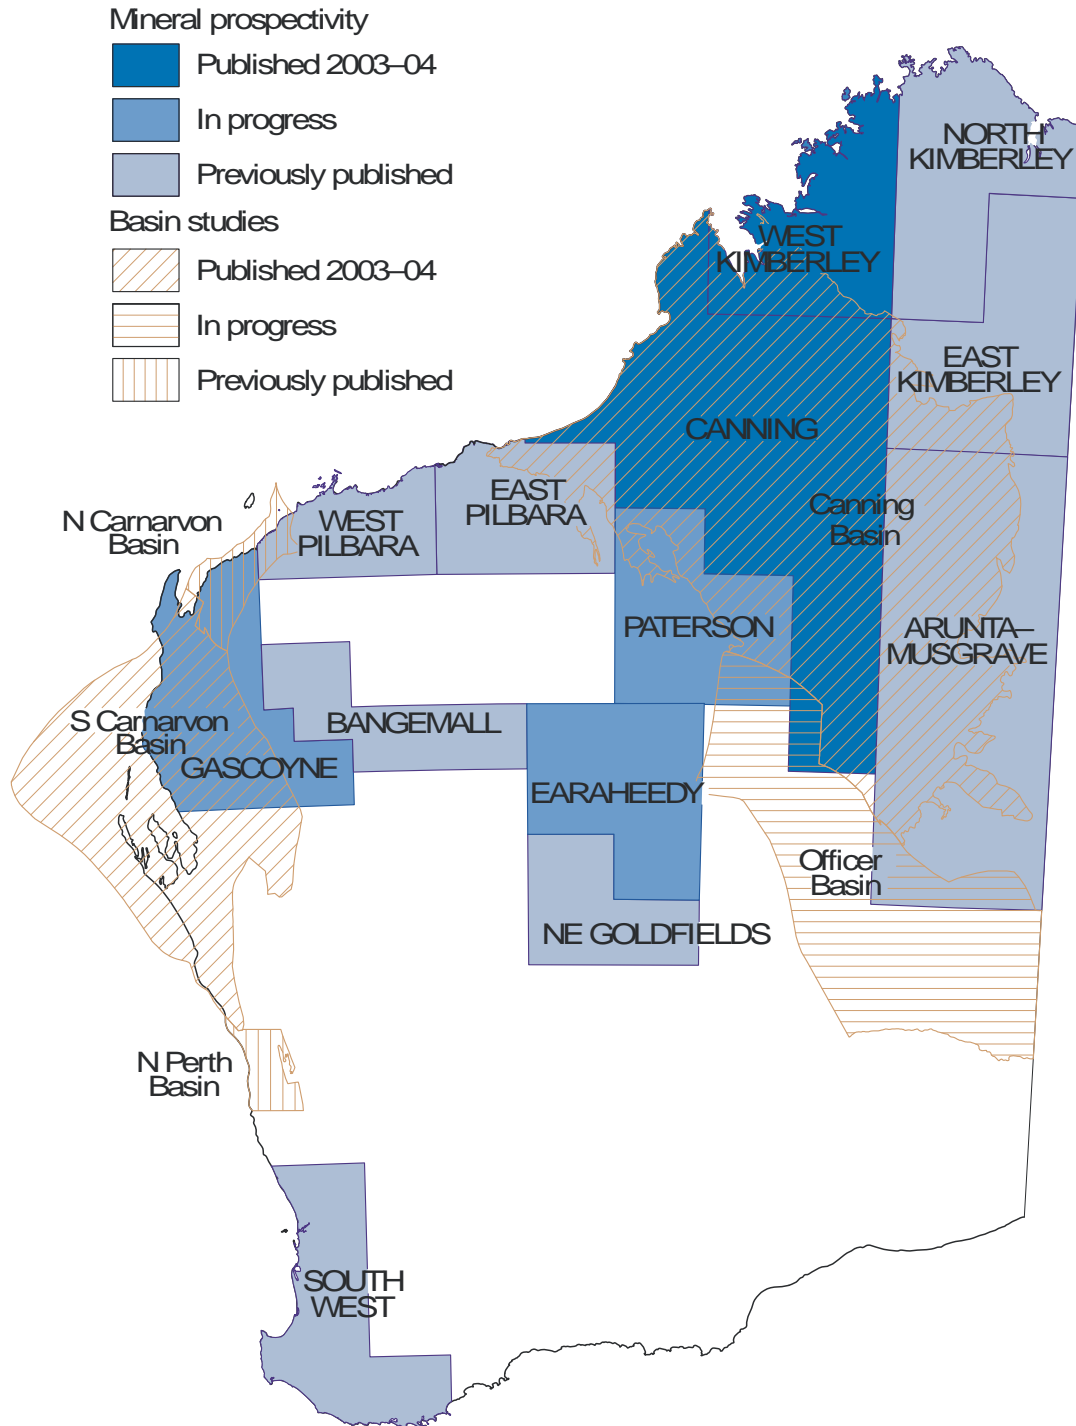 Mineral prospectivity
Published 2003–04
In progress
Previously published
Basin studies
Published 2003–04
In progress
Previously published
NORTH
KIMBERLEY
WEST
KIMBERLEY
EAST
KIMBERLEY
CANNING
EAST
PILBARA
N Carnarvon
Basin
WEST
PILBARA
Canning
Basin
PATERSON
ARUNTA–
MUSGRAVE
S Carnarvon
Basin
BANGEMALL
GASCOYNE
EARAHEEDY
Officer
Basin
NE GOLDFIELDS
N Perth
Basin
SOUTH
WEST